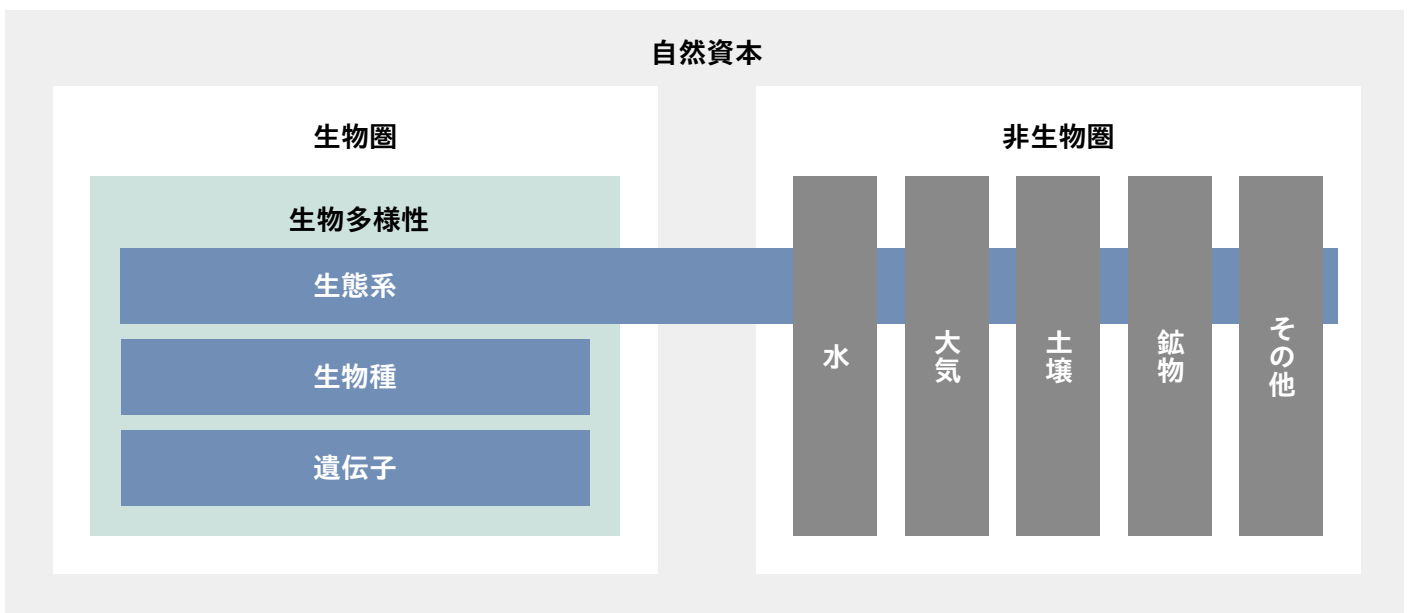 自然資本
生物圏
生物多様性
生態系
生物種
遺伝子
非生物圏
水
大気
土壌
鉱物
その他